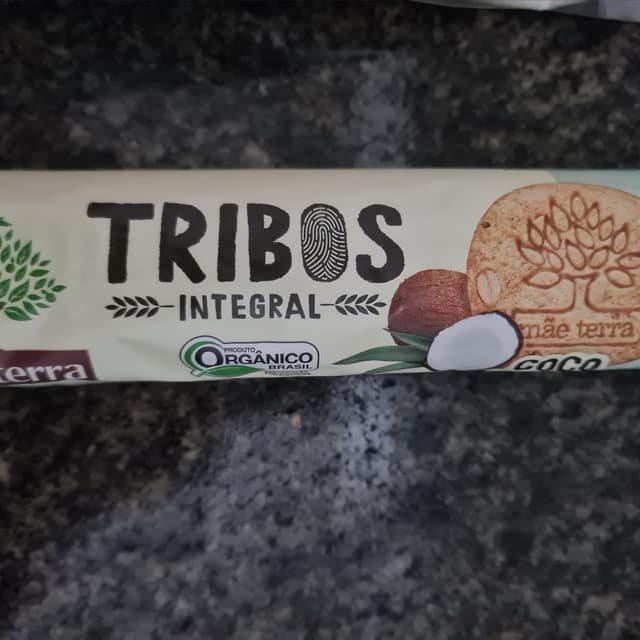 TRIBOS
INTEGRAL
PRODUTO
ORGÂNICO
BRASIL
terra
mãe terra
coco